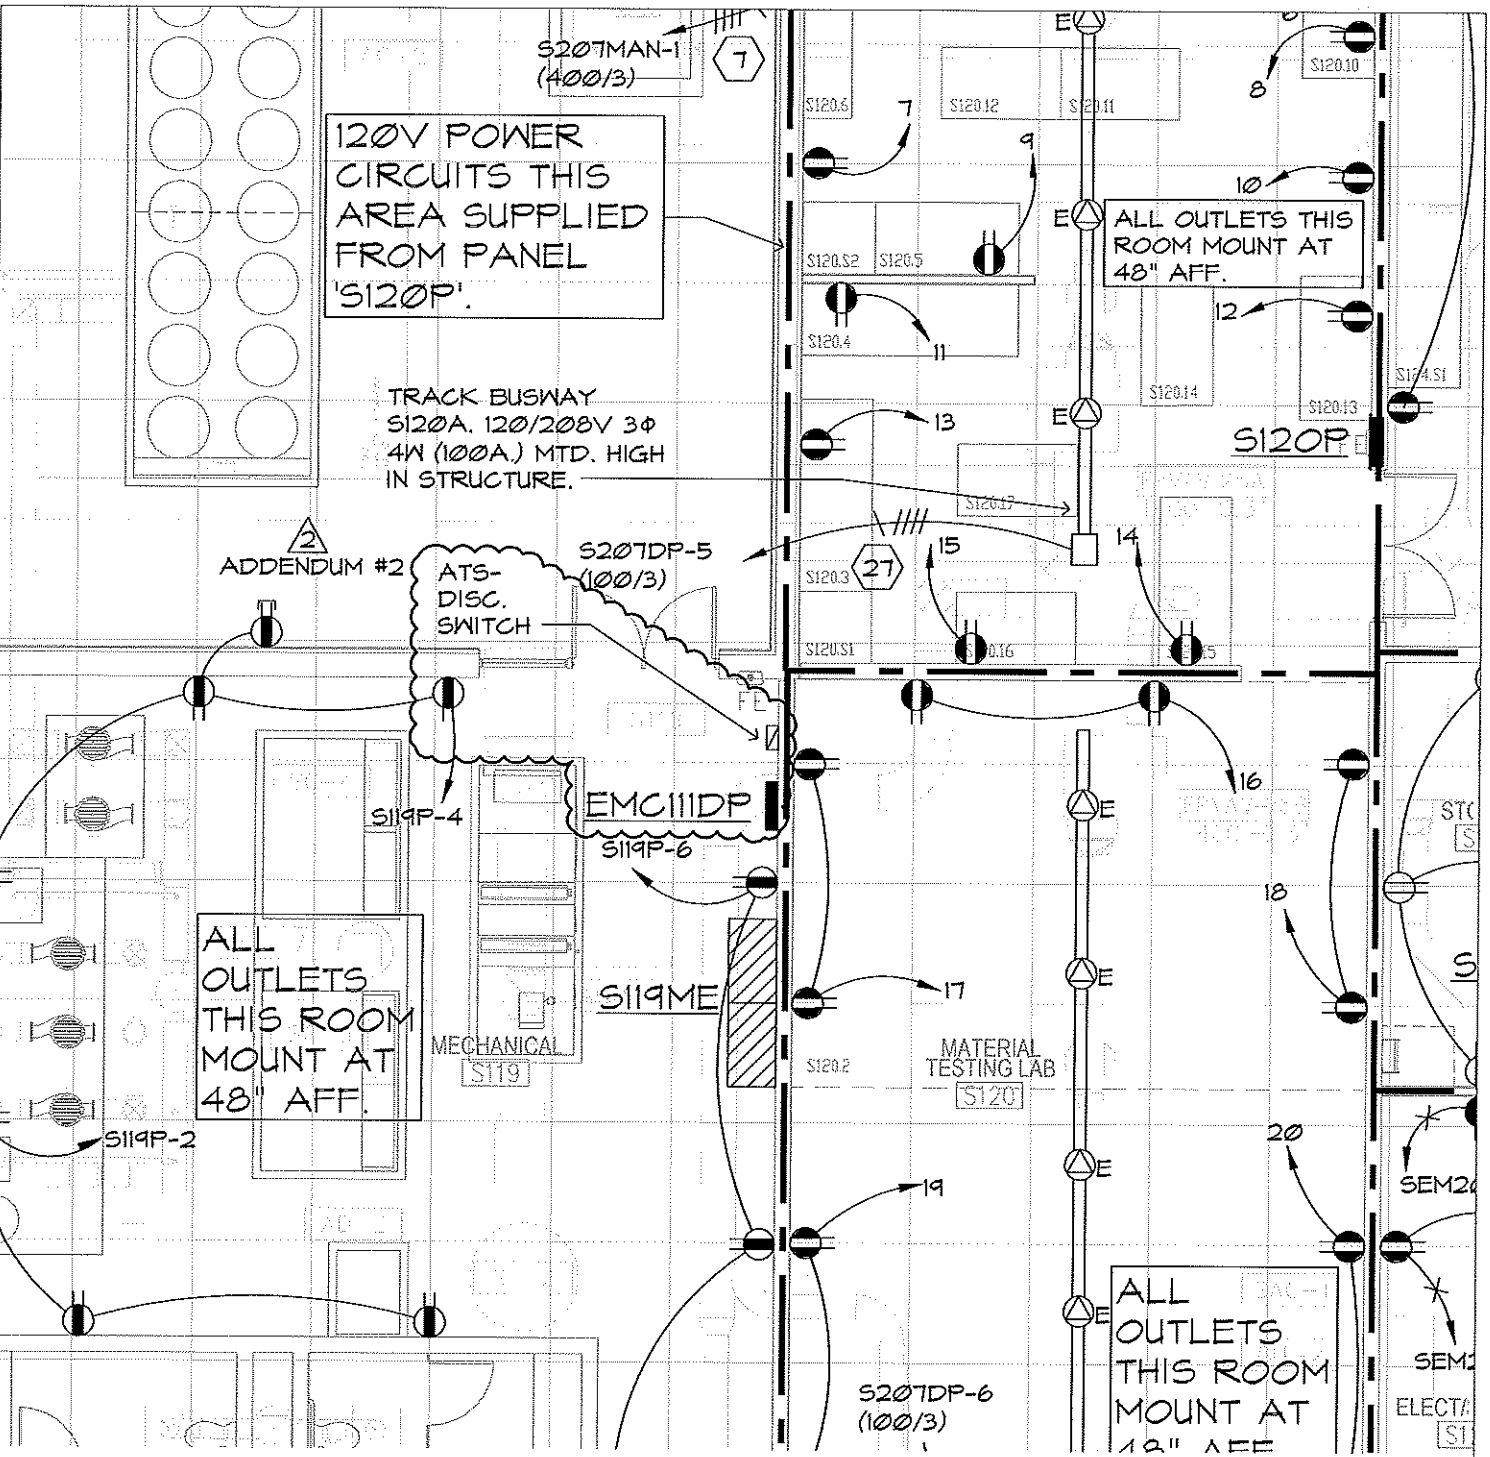 S207MAN-1
(400/3)
7
120V POWER
CIRCUITS THIS
AREA SUPPLIED
FROM PANEL
'S120P'.
S120.6
S120.12
S120.11
S120.10
8
7
9
10
E
E
ALL OUTLETS THIS
ROOM MOUNT AT
48" AFF.
S120.S2
S120.5
S120.4
11
12
S120.14
S120.13
S124.S1
TRACK BUSWAY
S120A. 120/208V 3Φ
4W (100A.) MTD. HIGH
IN STRUCTURE.
13
E
S120P
E
S120.17
2
ADDENDUM #2
ATS-
DISC.
SWITCH
S207DP-5
(100/3)
27
15
14
S120.3
S120.S1
S120.16
FE
16
S119P-4
EMC111DP
E
S119P-6
18
ALL
OUTLETS
THIS ROOM
MOUNT AT
48" AFF.
S119ME
E
17
MECHANICAL
S119
S120.2
MATERIAL
TESTING LAB
S120
S119P-2
20
E
19
E
ALL
OUTLETS
THIS ROOM
MOUNT AT
48" AFF
S207DP-6
(100/3)